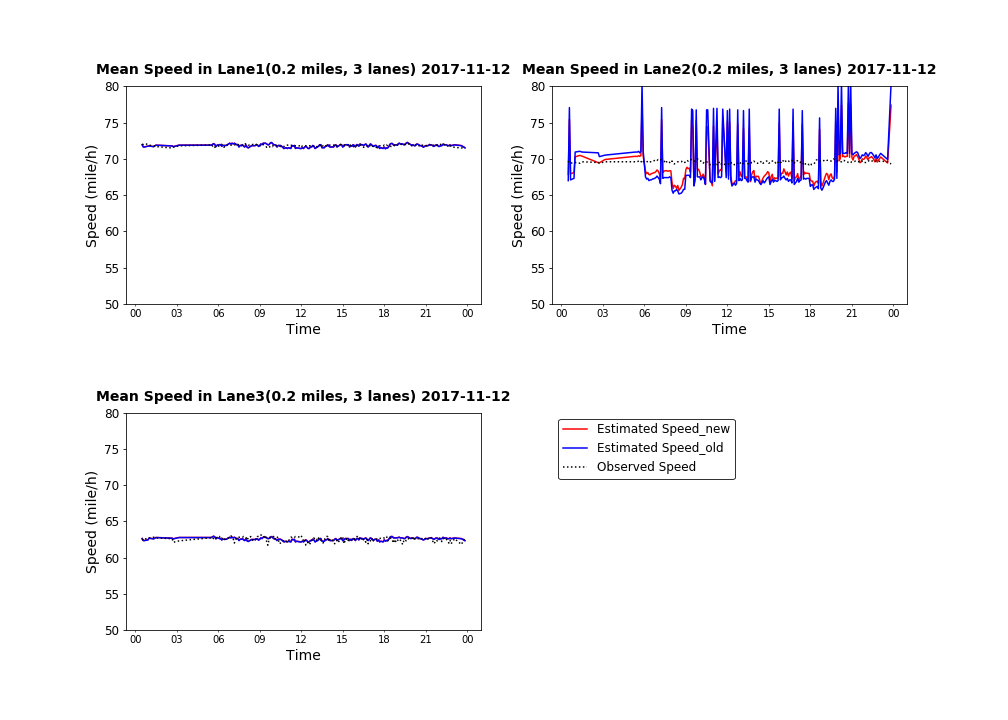 Mean Speed in Lane1(0.2 miles, 3 lanes) 2017-11-12
80
75
70
65
60
55
50
Speed (mile/h)
00 03 06 09 12 15 18 21 00
Time
Mean Speed in Lane2(0.2 miles, 3 lanes) 2017-11-12
80
75
70
65
60
55
50
Speed (mile/h)
00 03 06 09 12 15 18 21 00
Time
Mean Speed in Lane3(0.2 miles, 3 lanes) 2017-11-12
80
75
70
65
60
55
50
Speed (mile/h)
00 03 06 09 12 15 18 21 00
Time
Estimated Speed_new
Estimated Speed_old
Observed Speed